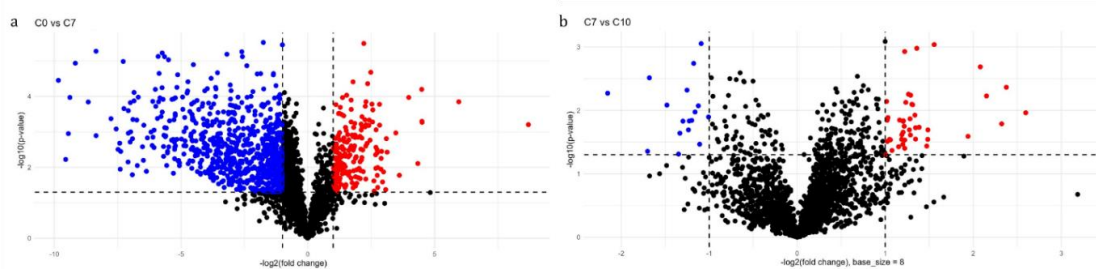 a
C0 vs C7
4
2
0
-log10(p-value)
-10
-5
0
5
-log2(fold change)
b
C7 vs C10
3
2
1
0
-log10(p-value)
-2
-1
0
1
2
3
-log2(fold change), base_size = 8